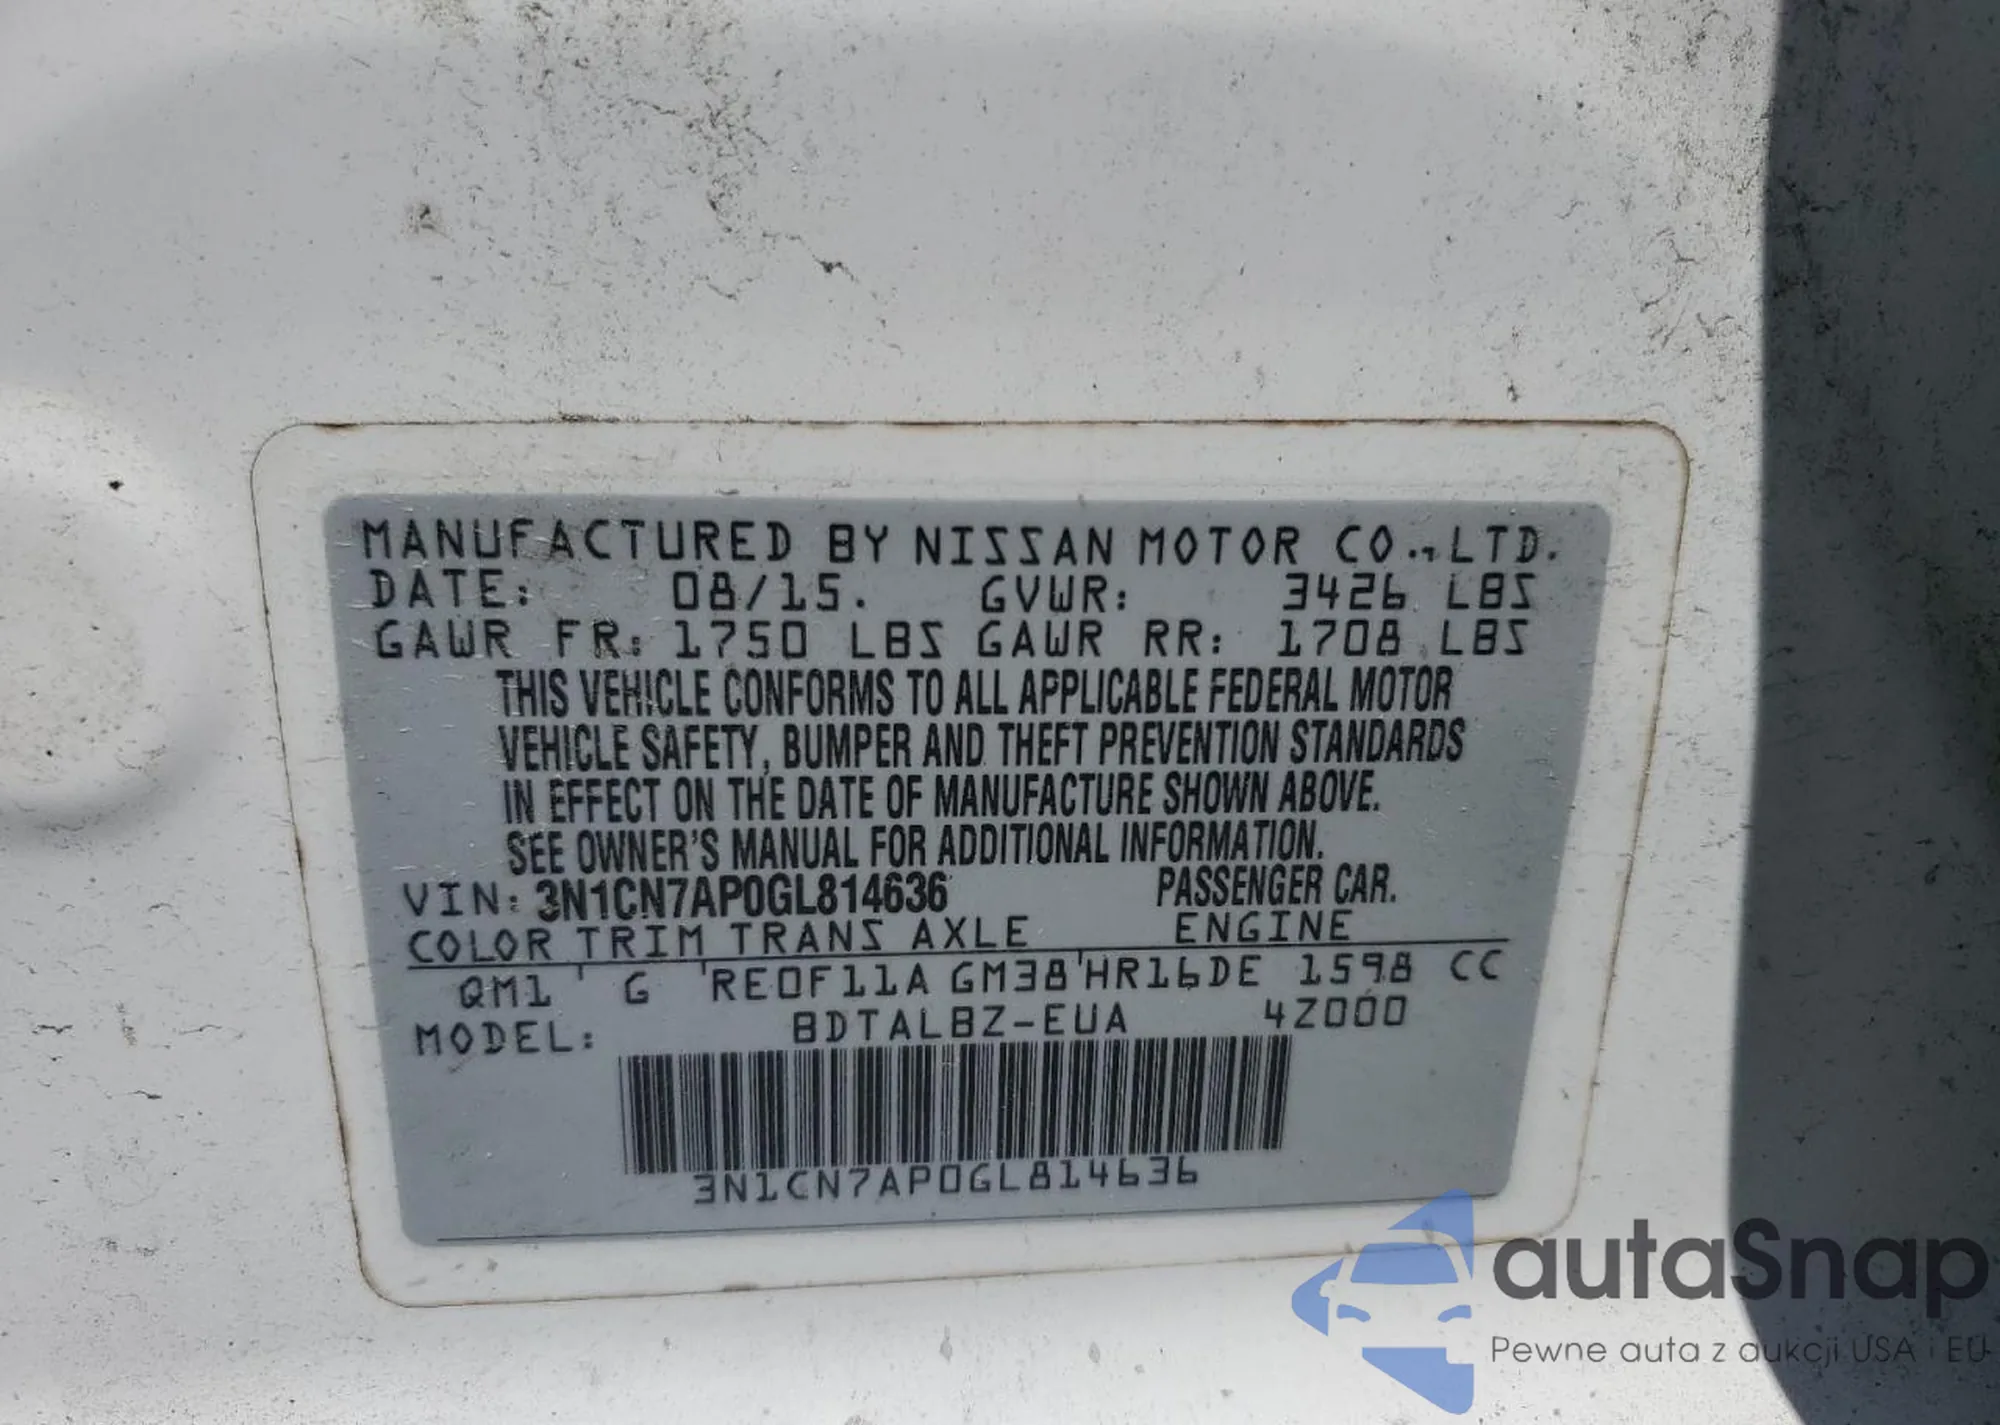 MANUFACTURED BY NISSAN MOTOR CO., LTD.
DATE: 08/15. GVWR: 3426 LBS
GAWR FR: 1750 LBS GAWR RR: 1708 LBS
THIS VEHICLE CONFORMS TO ALL APPLICABLE FEDERAL MOTOR
VEHICLE SAFETY, BUMPER AND THEFT PREVENTION STANDARDS
IN EFFECT ON THE DATE OF MANUFACTURE SHOWN ABOVE.
SEE OWNER'S MANUAL FOR ADDITIONAL INFORMATION.
VIN: 3N1CN7AP0GL814636 PASSENGER CAR.
COLOR TRIM TRANS AXLE ENGINE
QM1 G RE0F11A GM38 HR16DE 1598 CC
MODEL: BDTALBZ-EUA 4Z000
3N1CN7AP0GL814636
autaSnap
Pewne auta z aukcji USA i EU